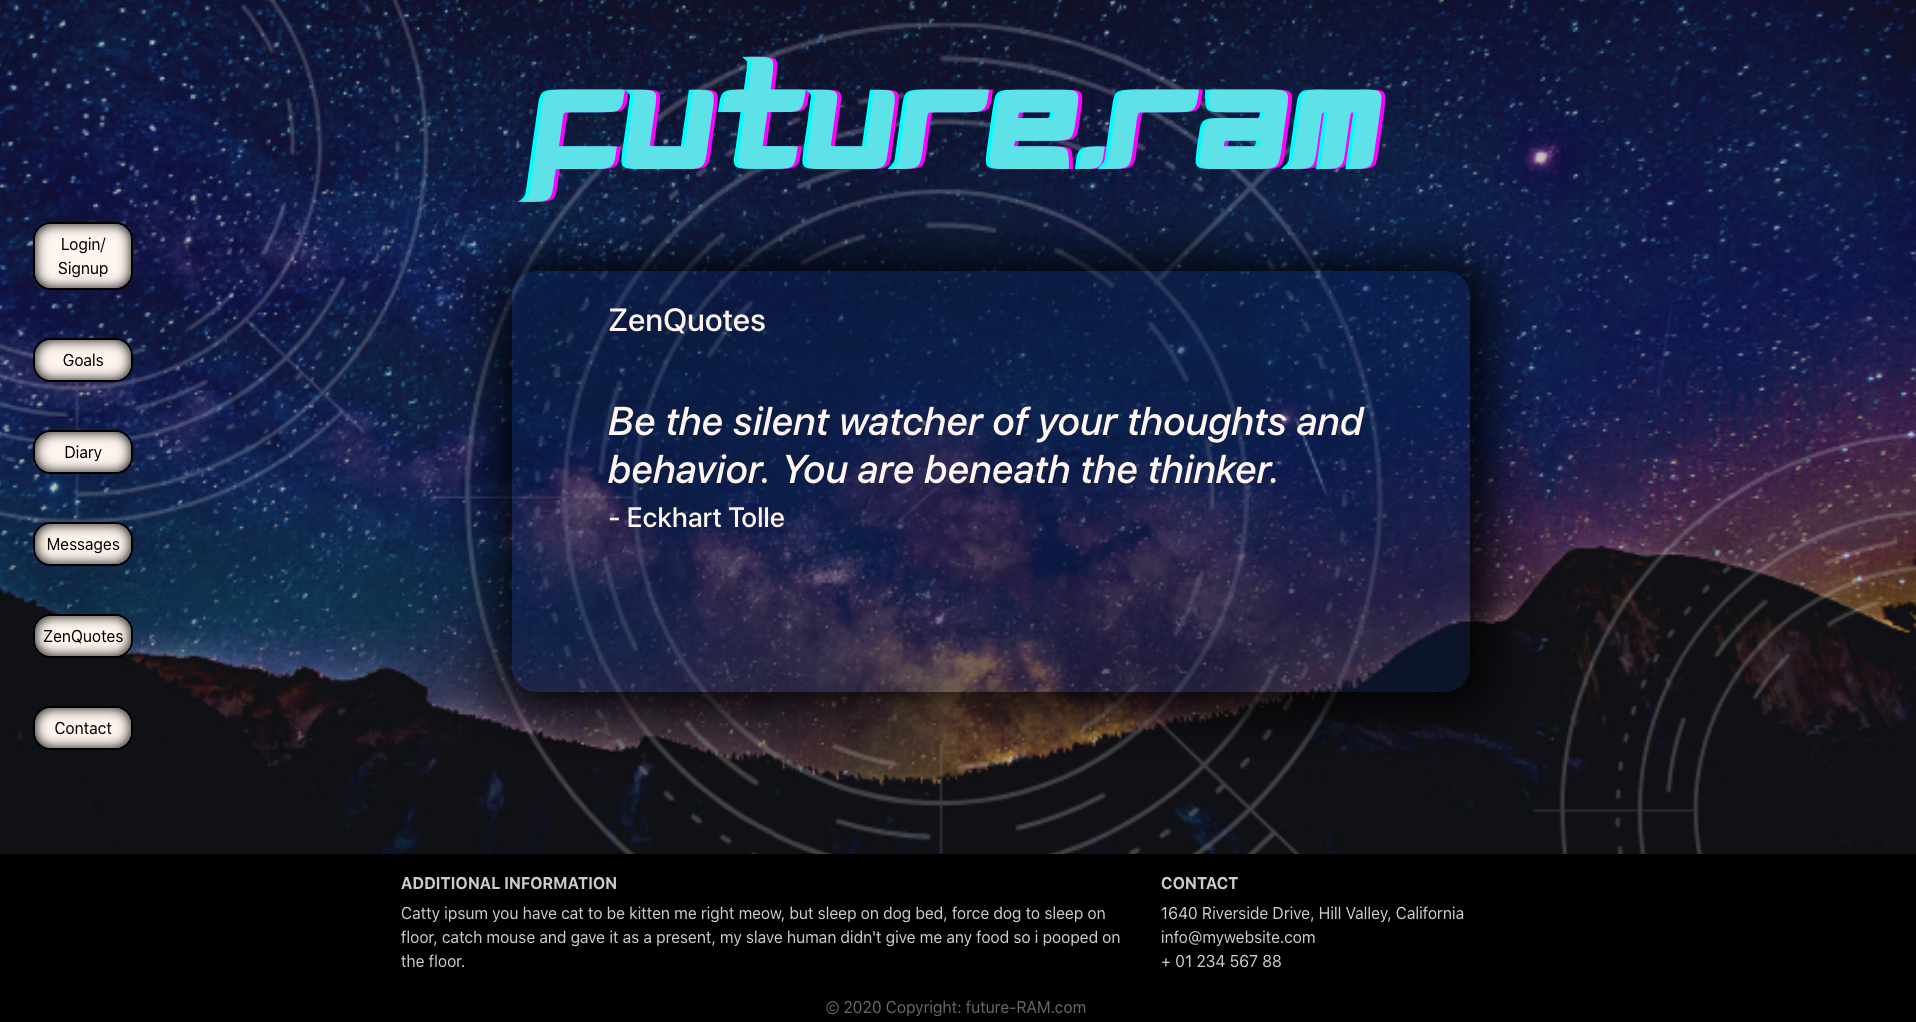 future.ram
Login/
Signup
Goals
Diary
Messages
ZenQuotes
Contact
ZenQuotes
Be the silent watcher of your thoughts and
behavior. You are beneath the thinker.
- Eckhart Tolle
ADDITIONAL INFORMATION
Catty ipsum you have cat to be kitten me right meow, but sleep on dog bed, force dog to sleep on
floor, catch mouse and gave it as a present, my slave human didn't give me any food so i pooped on
the floor.
CONTACT
1640 Riverside Drive, Hill Valley, California
info@mywebsite.com
+ 01 234 567 88
© 2020 Copyright: future-RAM.com